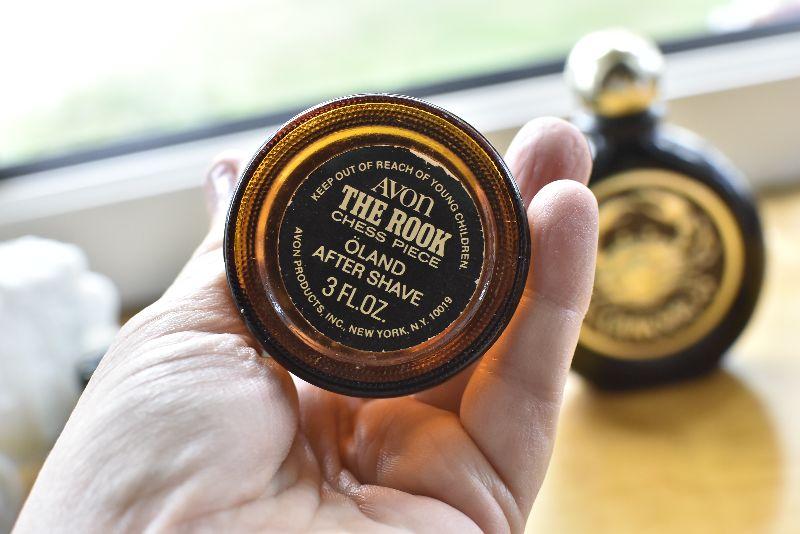 KEEP OUT OF REACH OF YOUNG CHILDREN.
AVON
THE ROOK
CHESS PIECE
ÖLAND
AFTER SHAVE
3 FL.OZ.
AVON PRODUCTS, INC. NEW YORK, N.Y. 10019